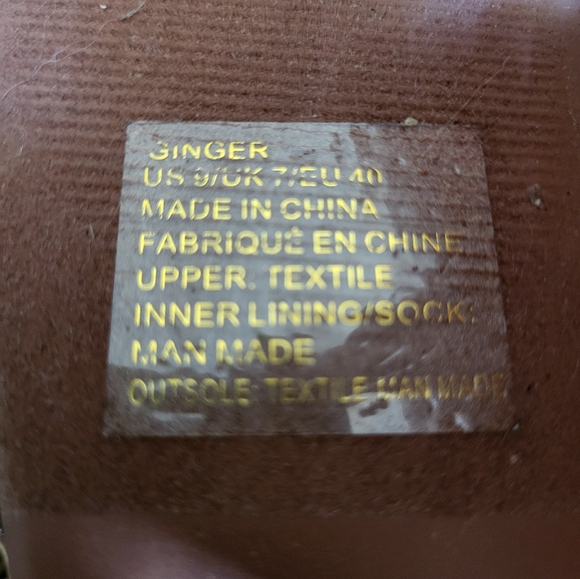 GINGER
US 9/UK 7/EU 40
MADE IN CHINA
FABRIQUÉ EN CHINE
UPPER: TEXTILE
INNER LINING/SOCK:
MAN MADE
OUTSOLE: TEXTILE MAN MADE